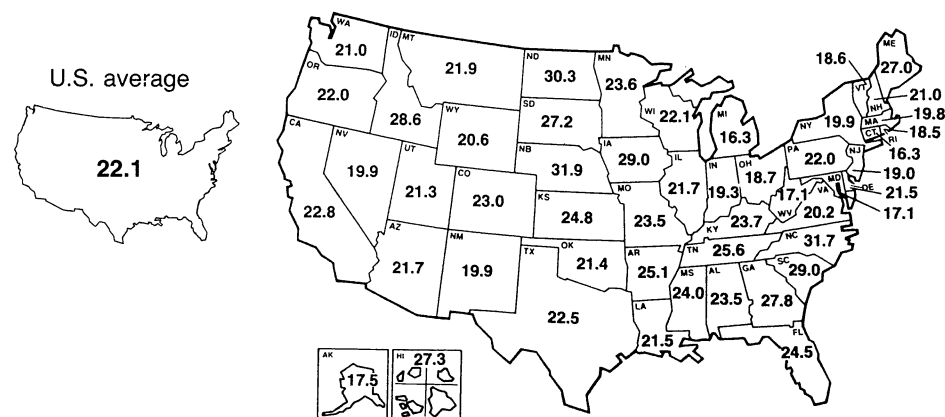 U.S. average
22.1
WA
21.0
OR
22.0
CA
22.8
ID
28.6
MT
21.9
WY
20.6
NV
19.9
UT
21.3
CO
23.0
AZ
21.7
NM
19.9
ND
30.3
SD
27.2
NB
31.9
KS
24.8
OK
21.4
TX
22.5
MN
23.6
IA
29.0
MO
23.5
AR
25.1
LA
21.5
WI
22.1
IL
21.7
MI
16.3
IN
19.3
OH
18.7
KY
23.7
TN
25.6
MS
24.0
AL
23.5
GA
27.8
FL
24.5
SC
29.0
NC
31.7
VA
20.2
WV
17.1
PA
22.0
NY
19.9
VT
18.6
ME
27.0
NH
21.0
MA
19.8
CT
18.5
RI
16.3
NJ
19.0
DE
21.5
MD
17.1
AK
17.5
HI
27.3